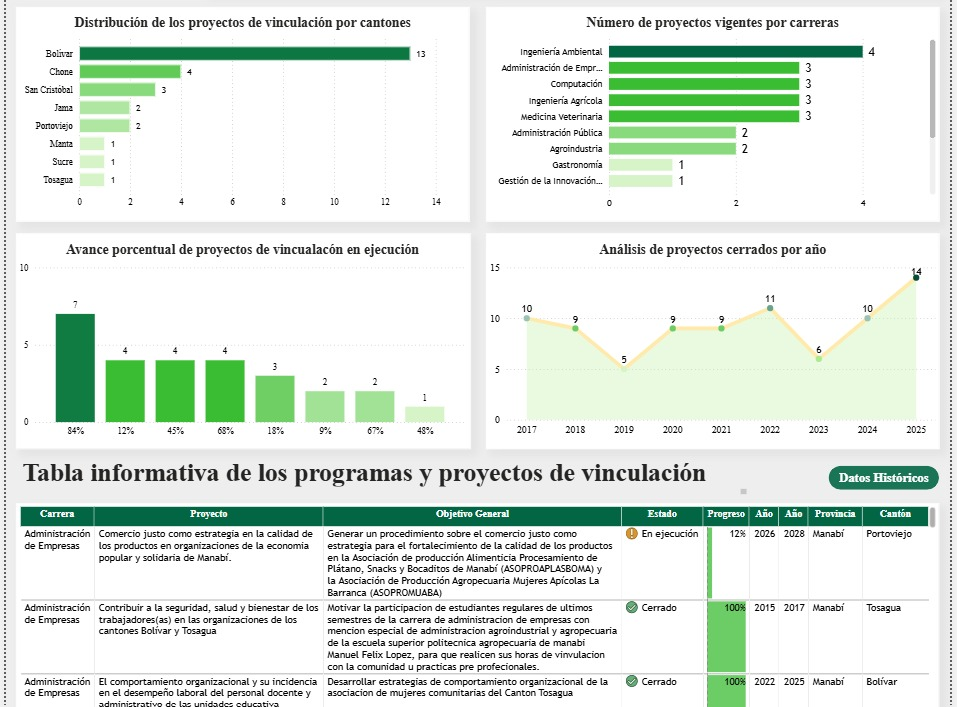 Distribución de los proyectos de vinculación por cantones
Bolívar 13
Chone 4
San Cristóbal 3
Jama 2
Portoviejo 2
Manta 1
Sucre 1
Tosagua 1
0 2 4 6 8 10 12 14
Número de proyectos vigentes por carreras
Ingeniería Ambiental 4
Administración de Empr... 3
Computación 3
Ingeniería Agrícola 3
Medicina Veterinaria 3
Administración Pública 2
Agroindustria 2
Gastronomía 1
Gestión de la Innovación... 1
0 2 4
Avance porcentual de proyectos de vincualacón en ejecución
10
5
0
7 4 4 4 3 2 2 1
84% 12% 45% 68% 18% 9% 67% 48%
Análisis de proyectos cerrados por año
15
10
5
0
10 9 5 9 9 11 6 10 14
2017 2018 2019 2020 2021 2022 2023 2024 2025
Tabla informativa de los programas y proyectos de vinculación
Datos Históricos
Carrera Proyecto Objetivo General Estado Progreso Año Año Provincia Cantón
Administración de Empresas
Comercio justo como estrategia en la calidad de
los productos en organizaciones de la economia
popular y solidaria de Manabí.
Generar un procedimiento sobre el comercio justo como
estrategia para el fortalecimiento de la calidad de los productos
en la Asociación de producción Alimenticia Procesamiento de
Plátano, Snacks y Bocaditos de Manabí (ASOPROAPLASBOMA) y
la Asociación de Producción Agropecuaria Mujeres Apícolas La
Barranca (ASOPROMUABA)
En ejecución 12% 2026 2028 Manabí Portoviejo
Administración de Empresas
Contribuir a la seguridad, salud y bienestar de los
trabajadores(as) en las organizaciones de los
cantones Bolívar y Tosagua
Motivar la participacion de estudiantes regulares de ultimos
semestres de la carrera de administracion de empresas con
mencion especial de administracion agroindustrial y agropecuaria
de la escuela superior politecnica agropecuaria de manabi
Manuel Felix Lopez, para que realicen sus horas de vinvulacion
con la comunidad u practicas pre profecionales.
Cerrado 100% 2015 2017 Manabí Tosagua
Administración de Empresas
El comportamiento organizacional y su incidencia
en el desempeño laboral del personal docente y
administrativo de las unidades educativa
Desarrollar estrategias de comportamiento organizacional de la
asociacion de mujeres comunitarias del Canton Tosagua
Cerrado 100% 2022 2025 Manabí Bolívar